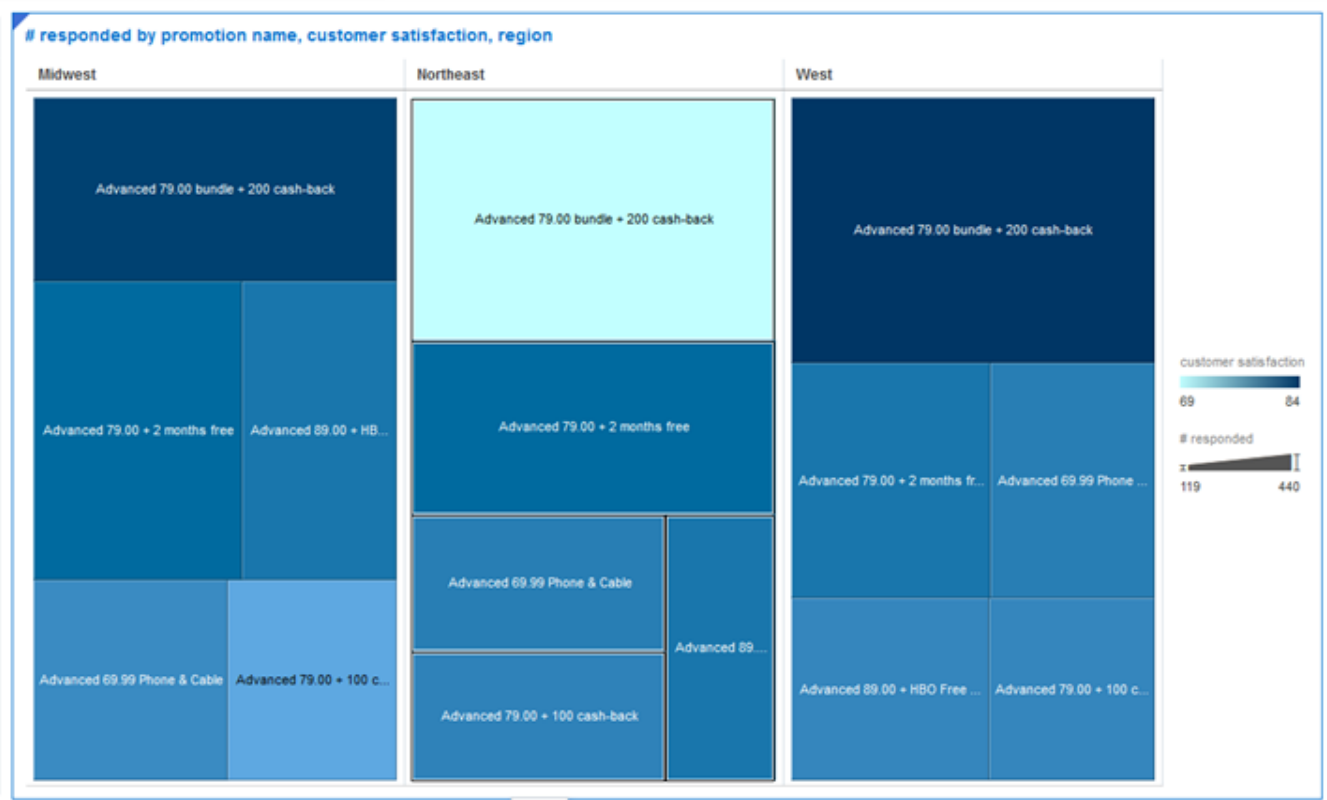 # responded by promotion name, customer satisfaction, region
Midwest
Advanced 79.00 bundle + 200 cash-back
Advanced 79.00 + 2 months free
Advanced 89.00 + HB...
Advanced 69.99 Phone & Cable
Advanced 79.00 + 100 c...
Northeast
Advanced 79.00 bundle + 200 cash-back
Advanced 79.00 + 2 months free
Advanced 69.99 Phone & Cable
Advanced 89....
Advanced 79.00 + 100 cash-back
West
Advanced 79.00 bundle + 200 cash-back
Advanced 79.00 + 2 months fr...
Advanced 69.99 Phone ...
Advanced 89.00 + HBO Free ...
Advanced 79.00 + 100 c...
customer satisfaction
69 84
# responded
119 440